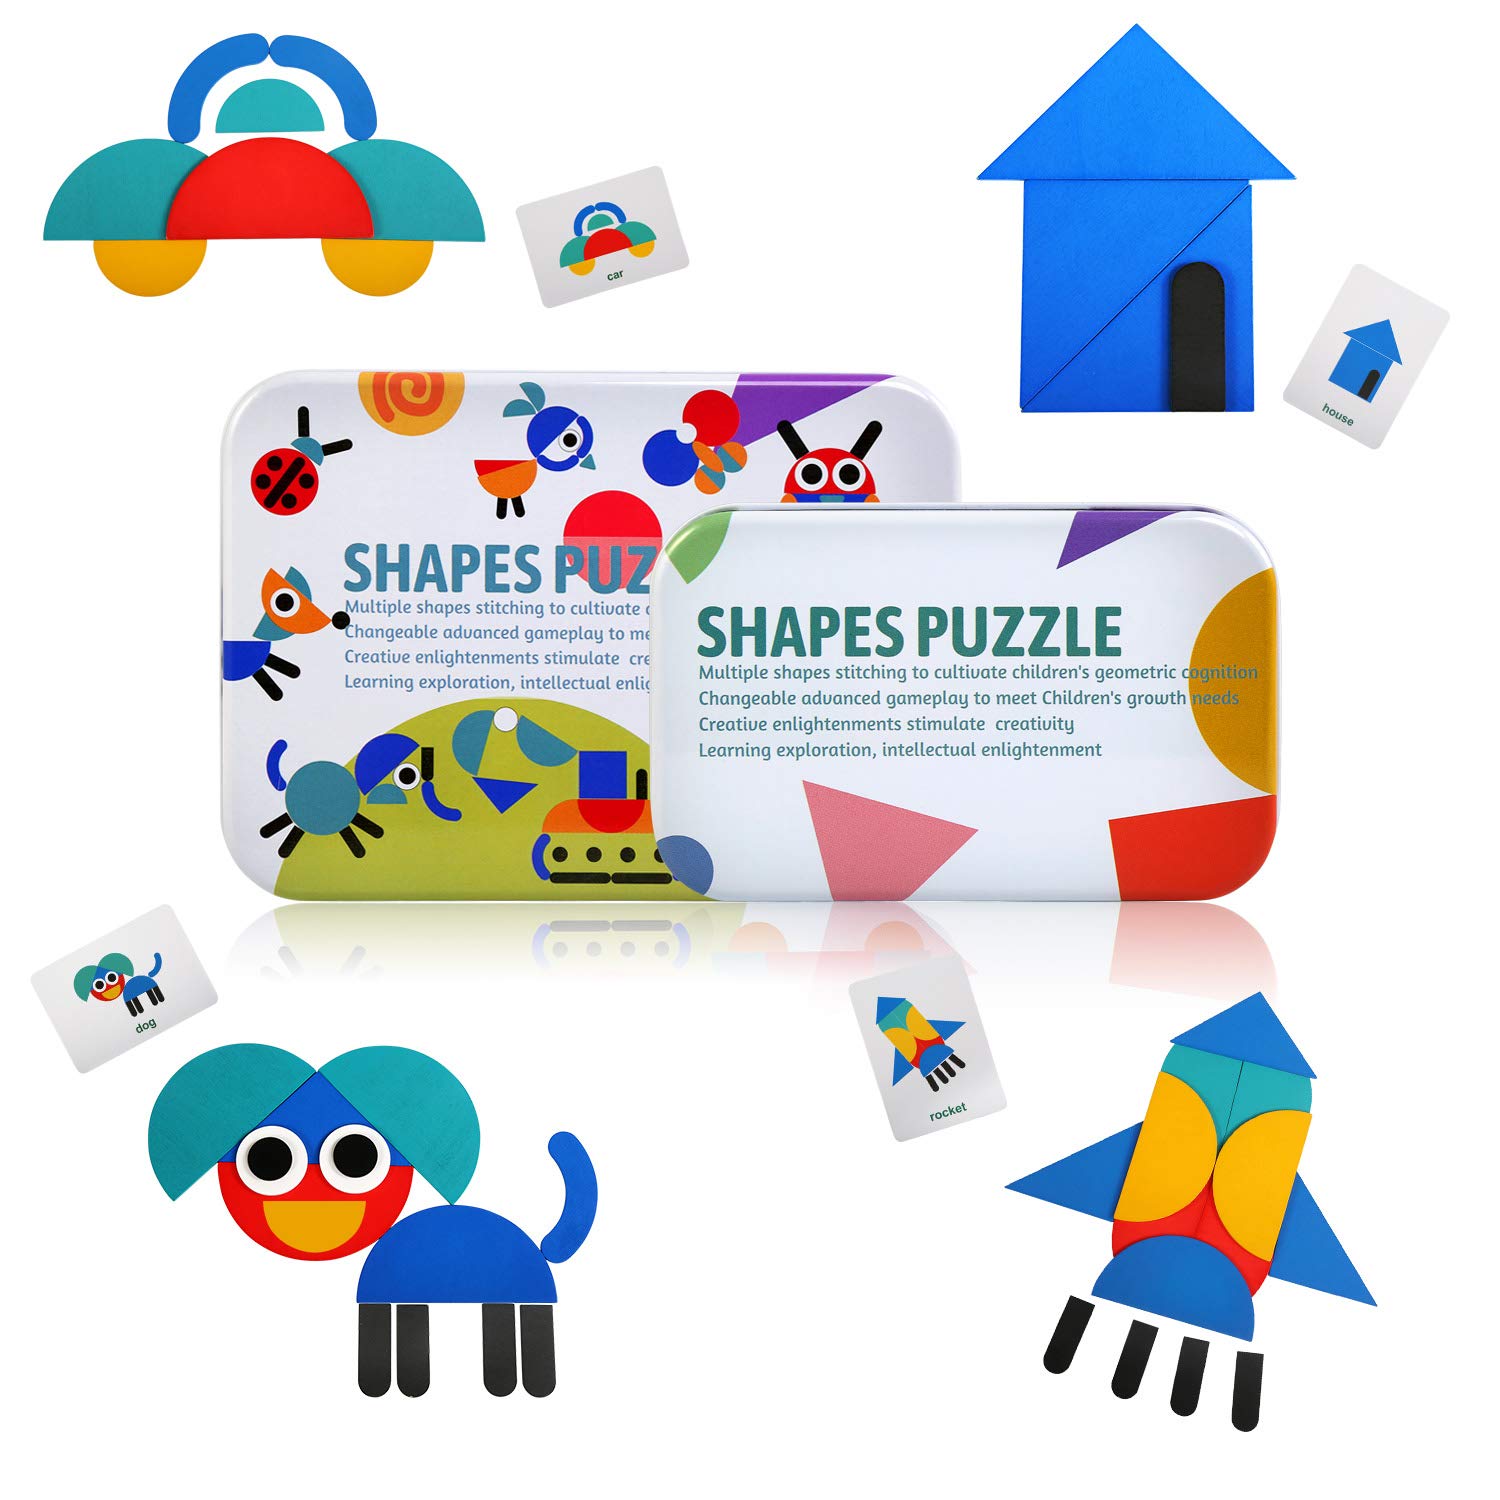 car
house
SHAPES PUZ
Multiple shapes stitching to cultivate
Changeable advanced gameplay to me
Creative enlightenments stimulate cre
Learning exploration, intellectual enlig
SHAPES PUZZLE
Multiple shapes stitching to cultivate children's geometric cognition
Changeable advanced gameplay to meet Children's growth needs
Creative enlightenments stimulate creativity
Learning exploration, intellectual enlightenment
dog
rocket